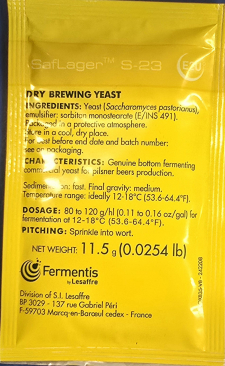 SafLager™ S-23
DRY BREWING YEAST
INGREDIENTS: Yeast (Saccharomyces pastorianus),
emulsifier: sorbitan monostearate (E/INS 491).
Packaged in a protective atmosphere.
Store in a cool, dry place.
For best before end date and batch number:
see on packaging.
CHARACTERISTICS: Genuine bottom fermenting
commercial yeast for pilsner beers production.
Sedimentation: fast. Final gravity: medium.
Temperature range: ideally 12-18°C (53.6-64.4°F).
DOSAGE: 80 to 120 g/hl (0.11 to 0.16 oz/gal) for
fermentation at 12-18°C (53.6-64.4°F).
PITCHING: Sprinkle into wort.
NET WEIGHT: 11.5 g (0.0254 lb)
Fermentis
by Lesaffre
Division of S.I. Lesaffre
BP 3029 - 137 rue Gabriel Péri
F-59703 Marcq-en-Barœul cedex - France